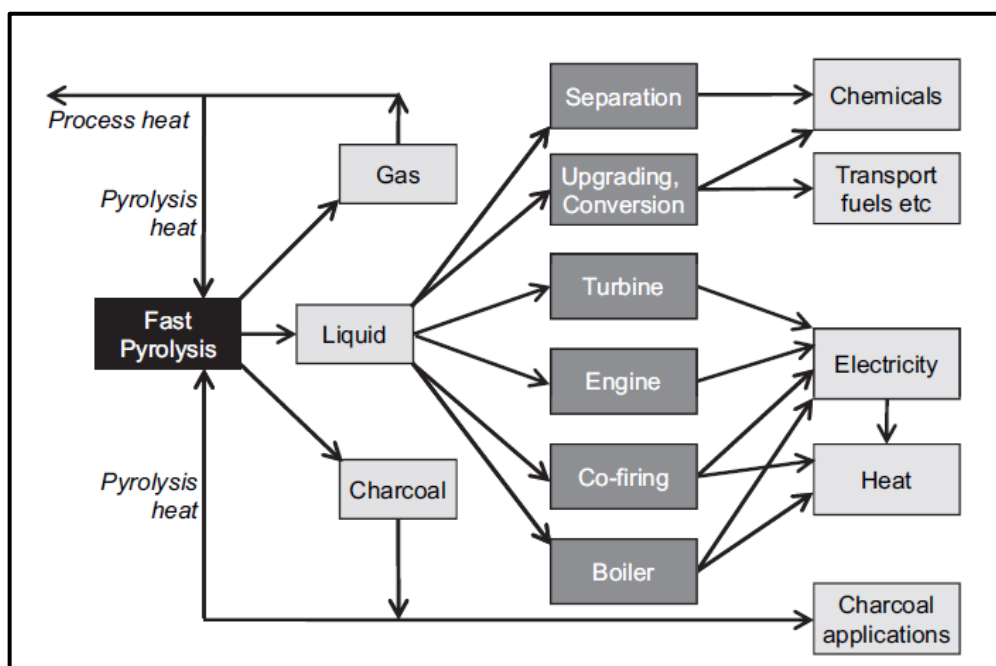 Process heat
Pyrolysis
heat
Gas
Fast
Pyrolysis
Liquid
Pyrolysis
heat
Charcoal
Separation
Upgrading,
Conversion
Turbine
Engine
Co-firing
Boiler
Chemicals
Transport
fuels etc
Electricity
Heat
Charcoal
applications